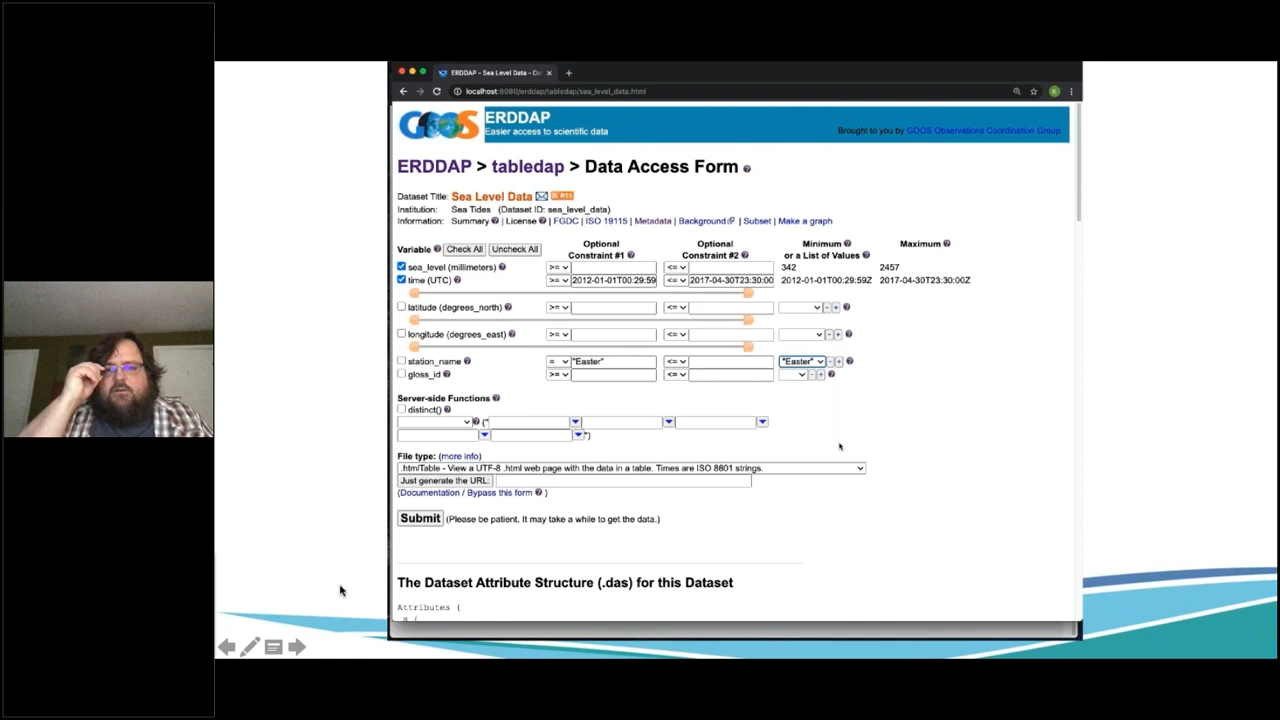 ERDDAP - Sea Level Data - Da
localhost:8080/erddap/tabledap/sea_level_data.html
K
GOOS
ERDDAP
Easier access to scientific data
Brought to you by GOOS Observations Coordination Group
ERDDAP > tabledap > Data Access Form
Dataset Title: Sea Level Data RSS
Institution: Sea Tides (Dataset ID: sea_level_data)
Information: Summary | License | FGDC | ISO 19115 | Metadata | Background | Subset | Make a graph
Variable Check All Uncheck All Optional Constraint #1 Optional Constraint #2 Minimum or a List of Values Maximum
sea_level (millimeters) >= <= 342 2457
time (UTC) >= 2012-01-01T00:29:59 <= 2017-04-30T23:30:00 2012-01-01T00:29:59Z 2017-04-30T23:30:00Z
latitude (degrees_north) >= <= - +
longitude (degrees_east) >= <= - +
station_name = "Easter" <= "Easter" - +
gloss_id >= <= - +
Server-side Functions
distinct()
("
")
File type: (more info)
.htmlTable - View a UTF-8 .html web page with the data in a table. Times are ISO 8601 strings.
Just generate the URL:
(Documentation / Bypass this form )
Submit (Please be patient. It may take a while to get the data.)
The Dataset Attribute Structure (.das) for this Dataset
Attributes {
s {